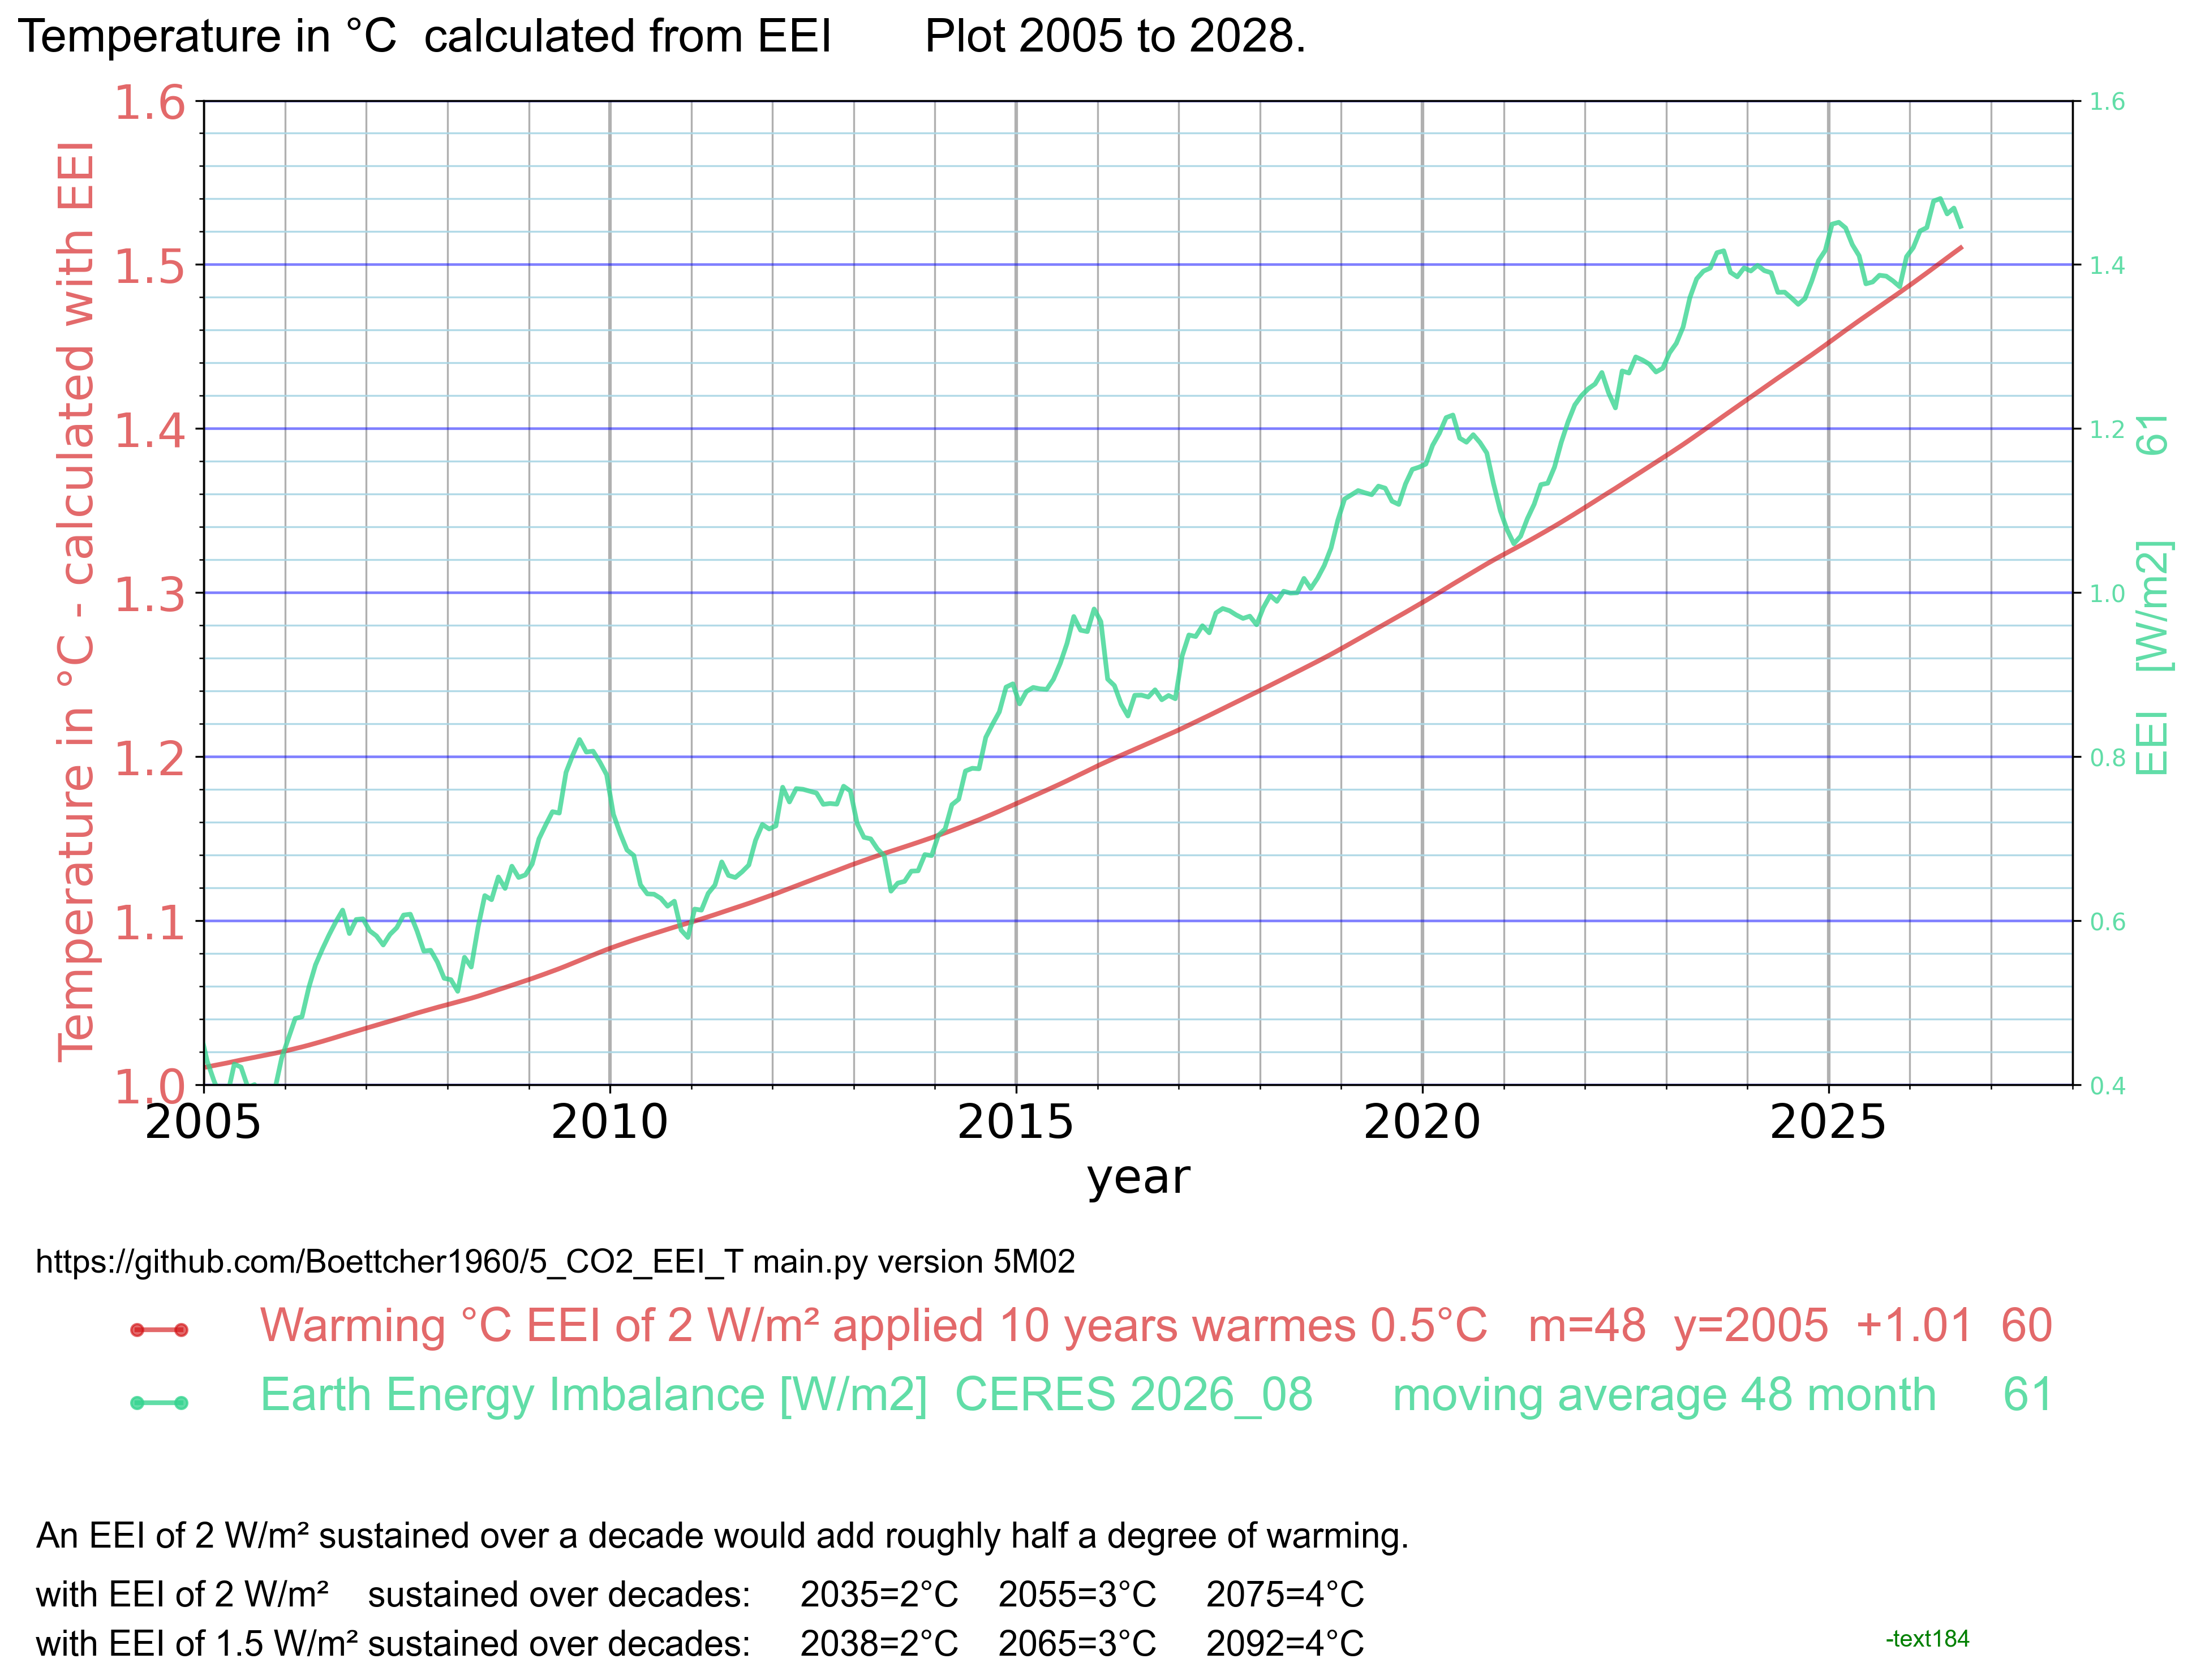 Temperature in °C  calculated from EEI       Plot 2005 to 2028.
Temperature in °C - calculated with EEI
1.6
1.5
1.4
1.3
1.2
1.1
1.0
1.6
1.4
1.2
1.0
0.8
0.6
0.4
EEI   [W/m2]      61
2005
2010
2015
2020
2025
year
https://github.com/Boettcher1960/5_CO2_EEI_T main.py version 5M02
Warming °C EEI of 2 W/m² applied 10 years warmes 0.5°C   m=48  y=2005  +1.01  60
Earth Energy Imbalance [W/m2]  CERES 2026_08      moving average 48 month     61
An EEI of 2 W/m² sustained over a decade would add roughly half a degree of warming.
with EEI of 2 W/m²    sustained over decades:     2035=2°C    2055=3°C     2075=4°C
with EEI of 1.5 W/m² sustained over decades:     2038=2°C    2065=3°C     2092=4°C
-text184